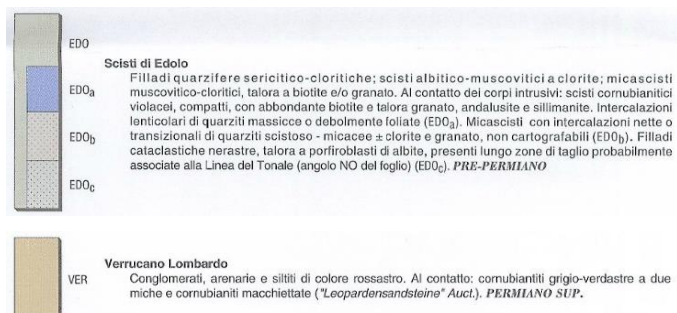 EDO
Scisti di Edolo
EDOa
Filladi quarzifere sericitico-cloritiche; scisti albitico-muscovitici a clorite; micascisti
muscovitico-cloritici, talora a biotite e/o granato. Al contatto dei corpi intrusivi: scisti cornubianitici
violacei, compatti, con abbondante biotite e talora granato, andalusite e sillimanite. Intercalazioni
lenticolari di quarziti massicce o debolmente foliate (EDOa). Micascisti con intercalazioni nette o
EDOb
transizionali di quarziti scistoso - micacee ± clorite e granato, non cartografabili (EDOb). Filladi
cataclastiche nerastre, talora a porfiroblasti di albite, presenti lungo zone di taglio probabilmente
associate alla Linea del Tonale (angolo NO del foglio) (EDOc). PRE-PERMIANO
EDOc
Verrucano Lombardo
VER
Conglomerati, arenarie e siltiti di colore rossastro. Al contatto: cornubiantiti grigio-verdastre a due
miche e cornubianiti macchiettate ("Leopardensandsteine" Auct.). PERMIANO SUP.